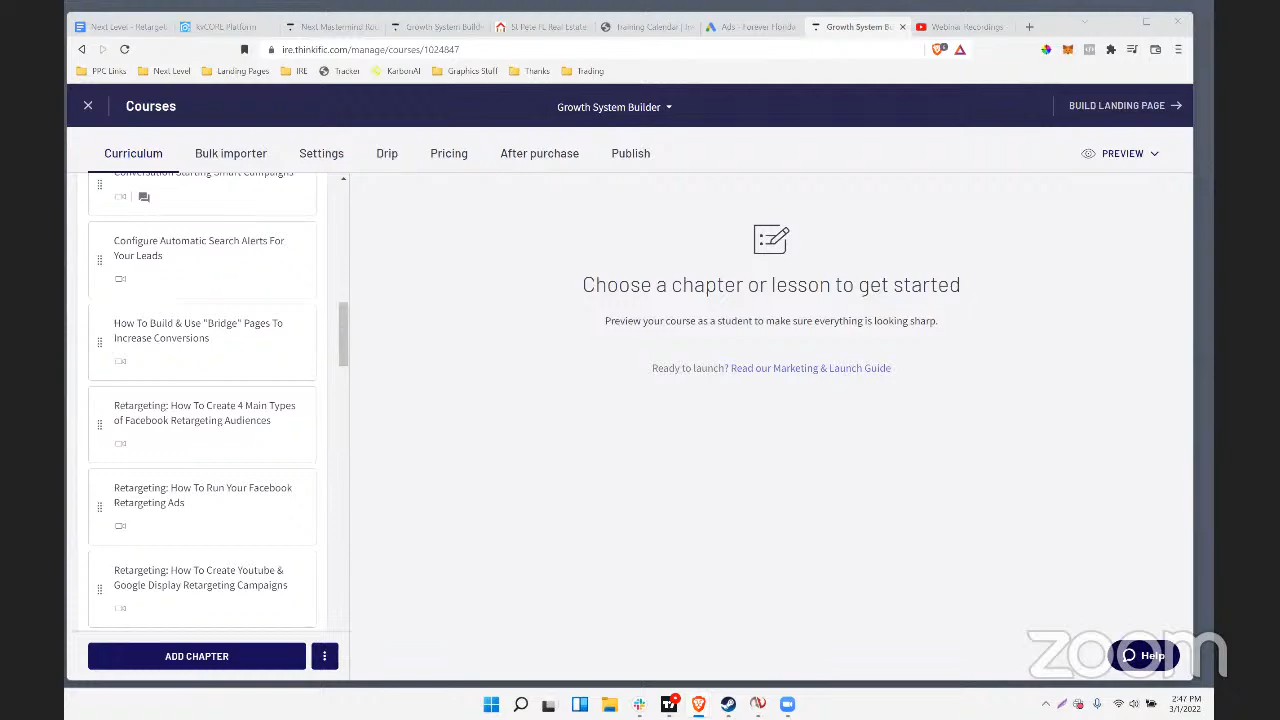 Next Level - Retarget
kvCORE Platform
Next Mastermind Boo
Growth System Build
St Pete FL Real Estate
Training Calendar | Ire
Ads - Forever Florida
Growth System Bu
Webinar Recordings
ire.thinkific.com/manage/courses/1024847
PPC Links
Next Level
Landing Pages
IRE
Tracker
KarbonAI
Graphics Stuff
Thanks
Trading
Courses
Growth System Builder
BUILD LANDING PAGE
Curriculum
Bulk importer
Settings
Drip
Pricing
After purchase
Publish
PREVIEW
Conversation Starting Smart Campaigns
Configure Automatic Search Alerts For
Your Leads
How To Build & Use "Bridge" Pages To
Increase Conversions
Retargeting: How To Create 4 Main Types
of Facebook Retargeting Audiences
Retargeting: How To Run Your Facebook
Retargeting Ads
Retargeting: How To Create Youtube &
Google Display Retargeting Campaigns
ADD CHAPTER
Choose a chapter or lesson to get started
Preview your course as a student to make sure everything is looking sharp.
Ready to launch? Read our Marketing & Launch Guide
zoom
Help
2:47 PM
3/1/2022